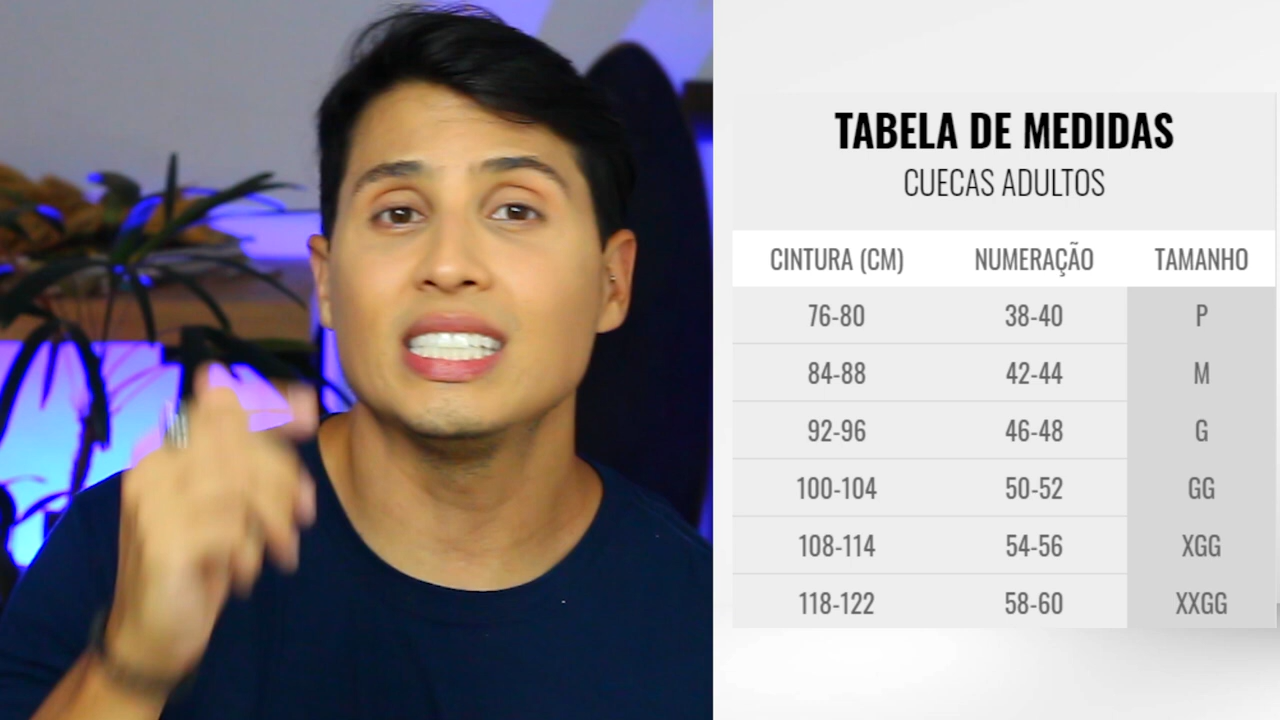 TABELA DE MEDIDAS
CUECAS ADULTOS
CINTURA (CM) NUMERAÇÃO TAMANHO
76-80 38-40 P
84-88 42-44 M
92-96 46-48 G
100-104 50-52 GG
108-114 54-56 XGG
118-122 58-60 XXGG